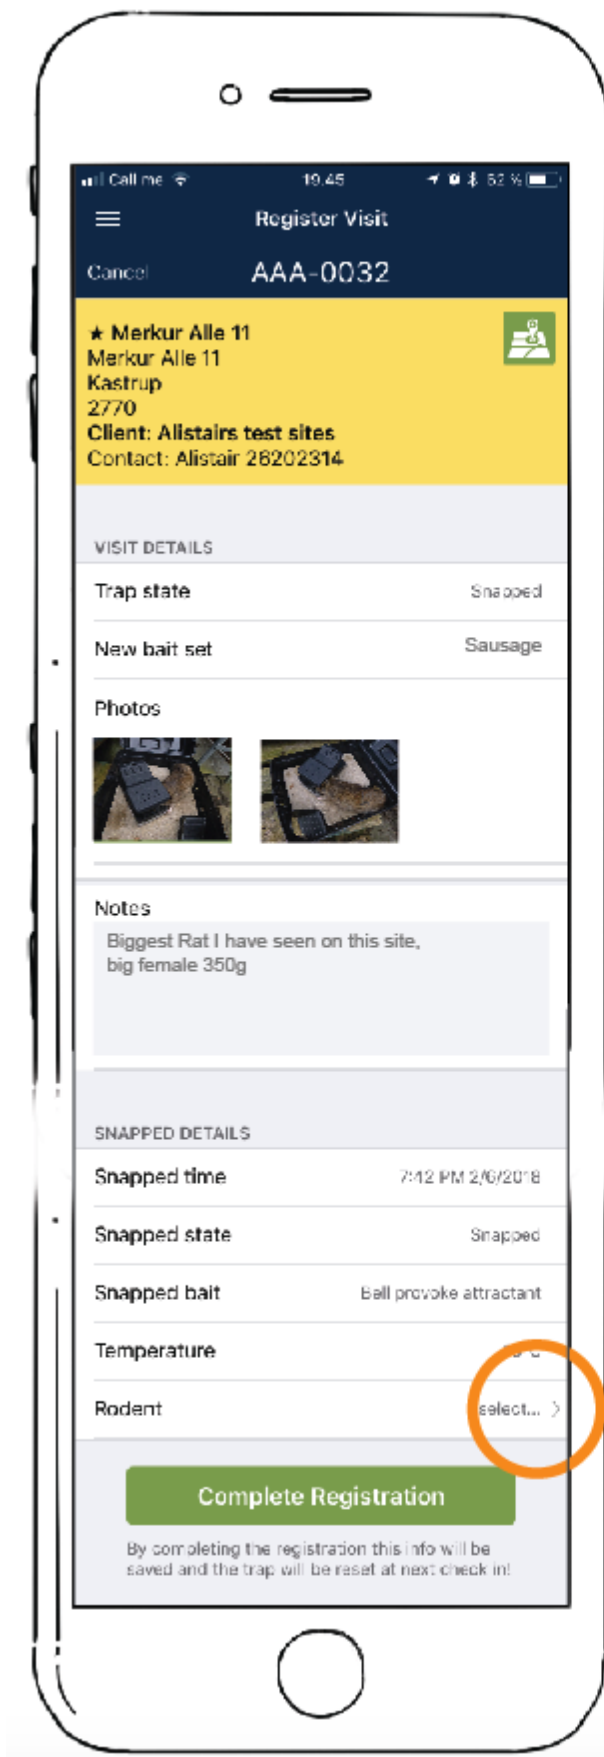 Call me 19.45 62 %
Register Visit
Cancel AAA-0032
★ Merkur Alle 11
Merkur Alle 11
Kastrup
2770
Client: Alistairs test sites
Contact: Alistair 26202314
VISIT DETAILS
Trap state Snapped
New bait set Sausage
Photos
Notes
Biggest Rat I have seen on this site,
big female 350g
SNAPPED DETAILS
Snapped time 7:42 PM 2/6/2018
Snapped state Snapped
Snapped bait Bell provoke attractant
Temperature
Rodent select... >
Complete Registration
By completing the registration this info will be
saved and the trap will be reset at next check in!